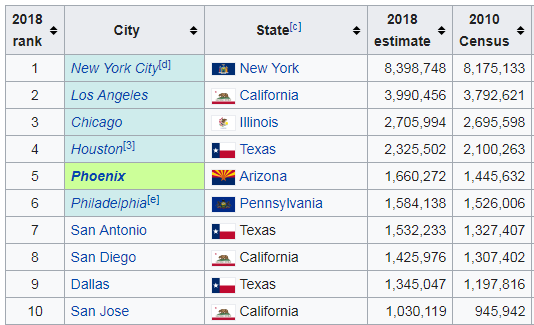 2018 rank City State[c] 2018 estimate 2010 Census
1 New York City[d] New York 8,398,748 8,175,133
2 Los Angeles California 3,990,456 3,792,621
3 Chicago Illinois 2,705,994 2,695,598
4 Houston[3] Texas 2,325,502 2,100,263
5 Phoenix Arizona 1,660,272 1,445,632
6 Philadelphia[e] Pennsylvania 1,584,138 1,526,006
7 San Antonio Texas 1,532,233 1,327,407
8 San Diego California 1,425,976 1,307,402
9 Dallas Texas 1,345,047 1,197,816
10 San Jose California 1,030,119 945,942